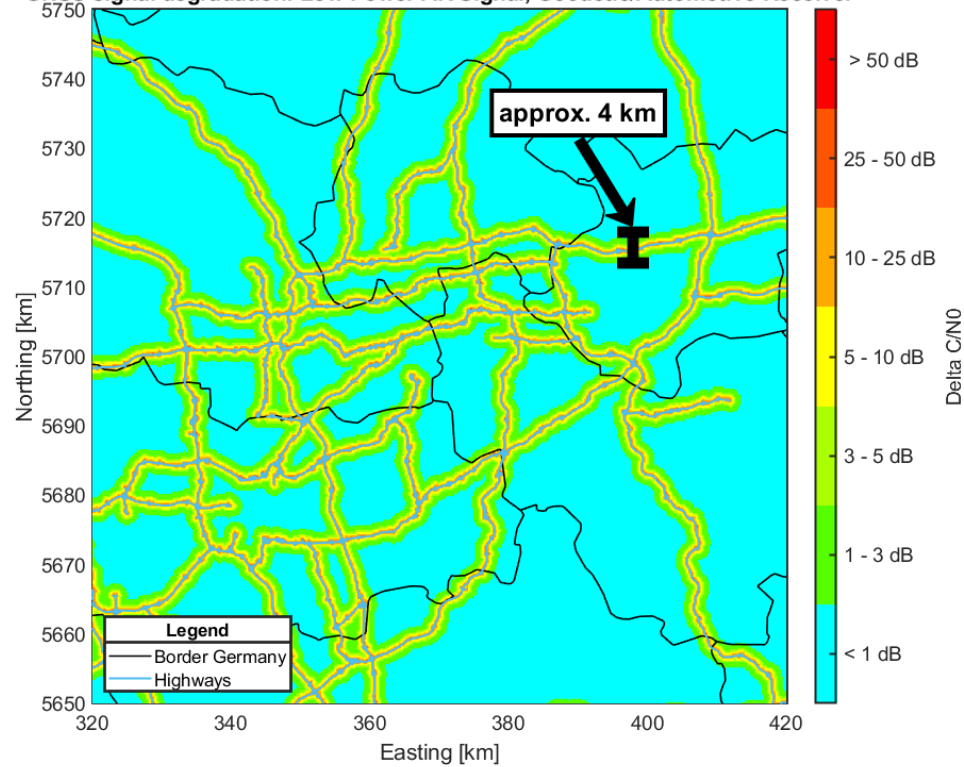 5750
5740
5730
5720
5710
5700
5690
5680
5670
5660
5650
Northing [km]
320
340
360
380
400
420
Easting [km]
approx. 4 km
Legend
Border Germany
Highways
> 50 dB
25 - 50 dB
10 - 25 dB
5 - 10 dB
3 - 5 dB
1 - 3 dB
< 1 dB
Delta C/N0